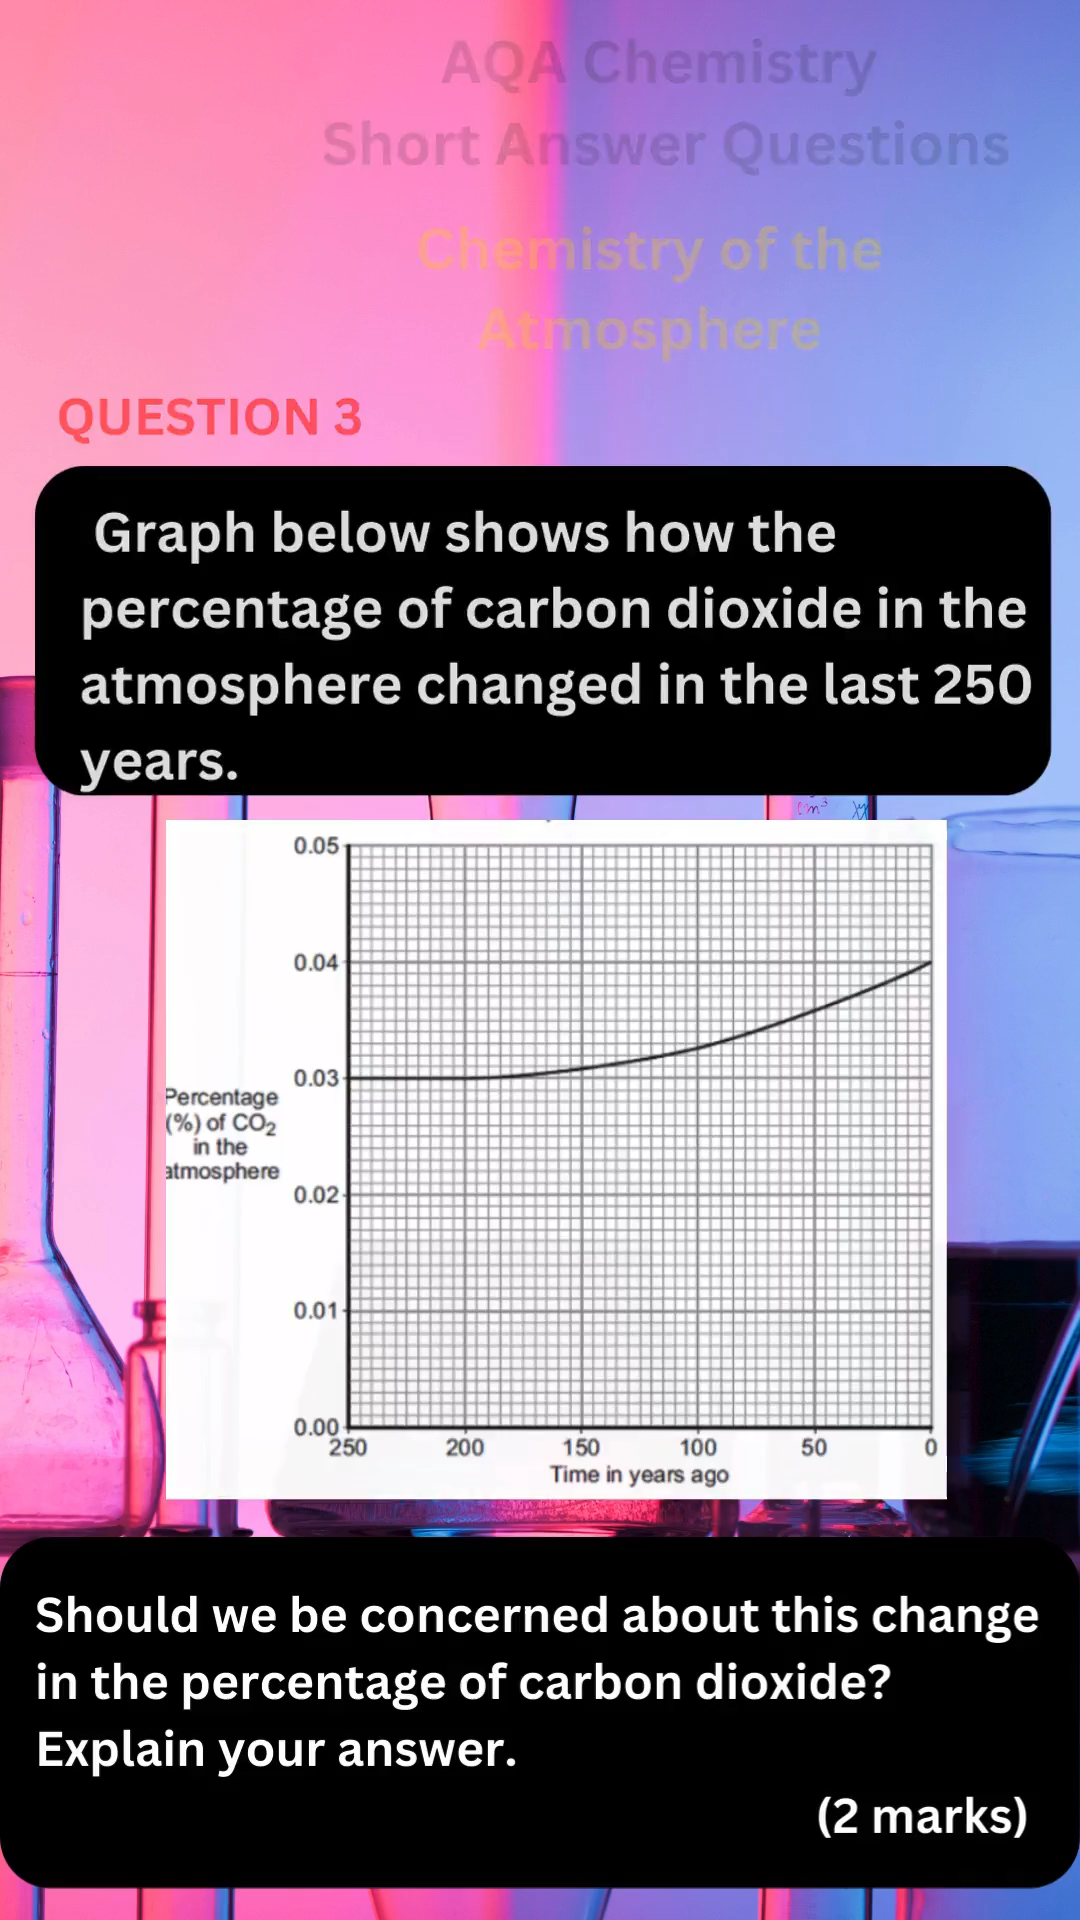 AQA Chemistry
Short Answer Questions
Chemistry of the
Atmosphere
QUESTION 3
Graph below shows how the
percentage of carbon dioxide in the
atmosphere changed in the last 250
years.
cm³
0.05
0.04
0.03
Percentage
(%) of CO₂
in the
atmosphere
0.02
0.01
0.00
250 200 150 100 50 0
Time in years ago
Should we be concerned about this change
in the percentage of carbon dioxide?
Explain your answer.
(2 marks)